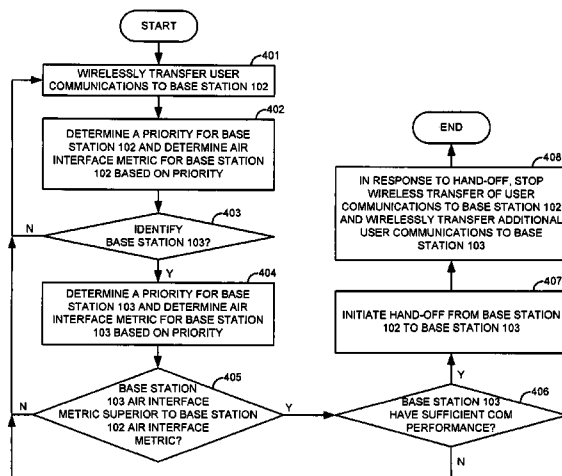 START
401
WIRELESSLY TRANSFER USER
COMMUNICATIONS TO BASE STATION 102
402
DETERMINE A PRIORITY FOR BASE
STATION 102 AND DETERMINE AIR
INTERFACE METRIC FOR BASE STATION
102 BASED ON PRIORITY
403
N
IDENTIFY
BASE STATION 103?
Y
404
DETERMINE A PRIORITY FOR BASE
STATION 103 AND DETERMINE AIR
INTERFACE METRIC FOR BASE STATION
103 BASED ON PRIORITY
405
N
BASE STATION
103 AIR INTERFACE
METRIC SUPERIOR TO BASE STATION
102 AIR INTERFACE
METRIC?
Y
406
BASE STATION 103
HAVE SUFFICIENT COM
PERFORMANCE?
N
Y
407
INITIATE HAND-OFF FROM BASE STATION
102 TO BASE STATION 103
408
IN RESPONSE TO HAND-OFF, STOP
WIRELESS TRANSFER OF USER
COMMUNICATIONS TO BASE STATION 102
AND WIRELESSLY TRANSFER ADDITIONAL
USER COMMUNICATIONS TO BASE
STATION 103
END